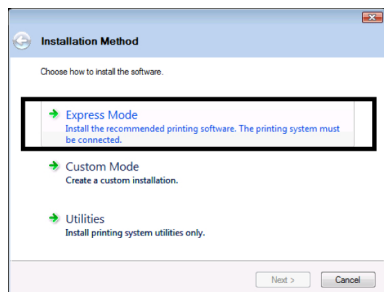 Installation Method
Choose how to install the software.
Express Mode
Install the recommended printing software. The printing system must
be connected.
Custom Mode
Create a custom installation.
Utilities
Install printing system utilities only.
Next >
Cancel